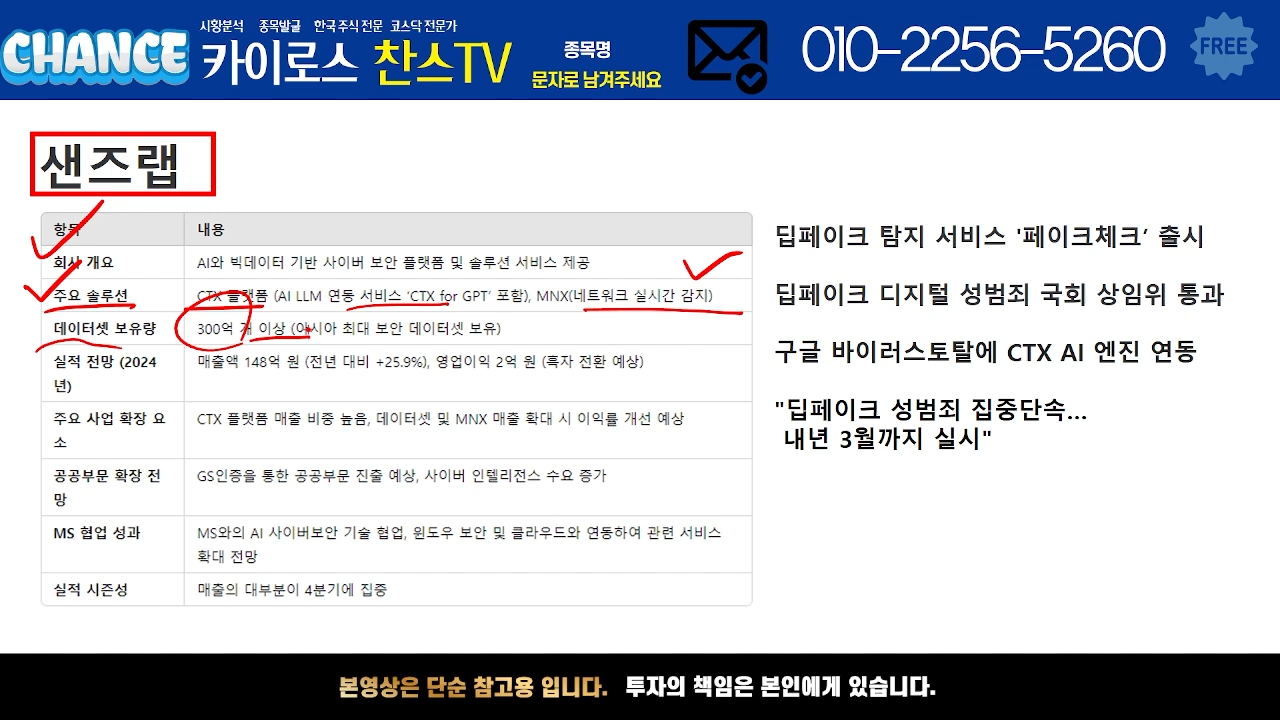 CHANCE
시황분석 종목발굴 한국 주식 전문 코스닥 전문가
카이로스 찬스TV
종목명
문자로 남겨주세요
010-2256-5260
FREE
샌즈랩
항목 내용
회사 개요 AI와 빅데이터 기반 사이버 보안 플랫폼 및 솔루션 서비스 제공
주요 솔루션 CTX 플랫폼 (AI LLM 연동 서비스 'CTX for GPT' 포함), MNX(네트워크 실시간 감지)
데이터셋 보유량 300억 개 이상 (아시아 최대 보안 데이터셋 보유)
실적 전망 (2024
년) 매출액 148억 원 (전년 대비 +25.9%), 영업이익 2억 원 (흑자 전환 예상)
주요 사업 확장 요
소 CTX 플랫폼 매출 비중 높음, 데이터셋 및 MNX 매출 확대 시 이익률 개선 예상
공공부문 확장 전
망 GS인증을 통한 공공부문 진출 예상, 사이버 인텔리전스 수요 증가
MS 협업 성과 MS와의 AI 사이버보안 기술 협업, 윈도우 보안 및 클라우드와 연동하여 관련 서비스
확대 전망
실적 시즌성 매출의 대부분이 4분기에 집중
딥페이크 탐지 서비스 '페이크체크' 출시
딥페이크 디지털 성범죄 국회 상임위 통과
구글 바이러스토탈에 CTX AI 엔진 연동
"딥페이크 성범죄 집중단속...
내년 3월까지 실시"
본영상은 단순 참고용 입니다. 투자의 책임은 본인에게 있습니다.